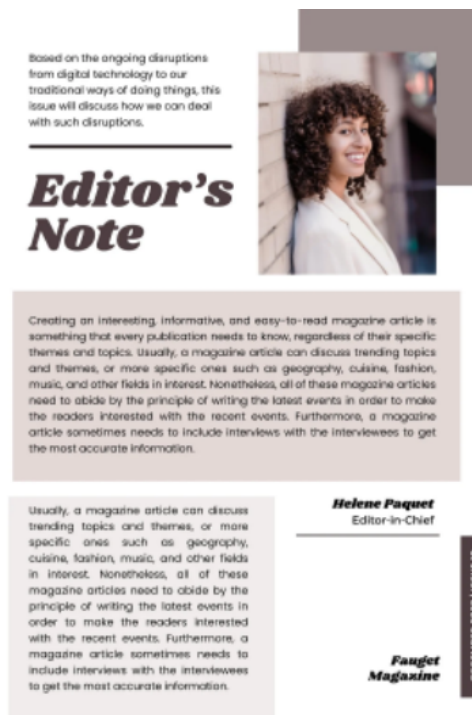 Based on the ongoing disruptions
from digital technology to our
traditional ways of doing things, this
issue will discuss how we can deal
with such disruptions.
Editor's
Note
Creating an interesting, informative, and easy-to-read magazine article is
something that every publication needs to know, regardless of their specific
themes and topics. Usually, a magazine article can discuss trending topics
and themes, or more specific ones such as geography, cuisine, fashion,
music, and other fields in interest. Nonetheless, all of these magazine articles
need to abide by the principle of writing the latest events in order to make
the readers interested with the recent events. Furthermore, a magazine
article sometimes needs to include interviews with the interviewees to get
the most accurate information.
Usually, a magazine article can discuss
trending topics and themes, or more
specific ones such as geography,
cuisine, fashion, music, and other fields
in interest. Nonetheless, all of these
magazine articles need to abide by the
principle of writing the latest events in
order to make the readers interested
with the recent events. Furthermore, a
magazine article sometimes needs to
include interviews with the interviewees
to get the most accurate information.
Helene Paquet
Editor-in-Chief
Fauget
Magazine